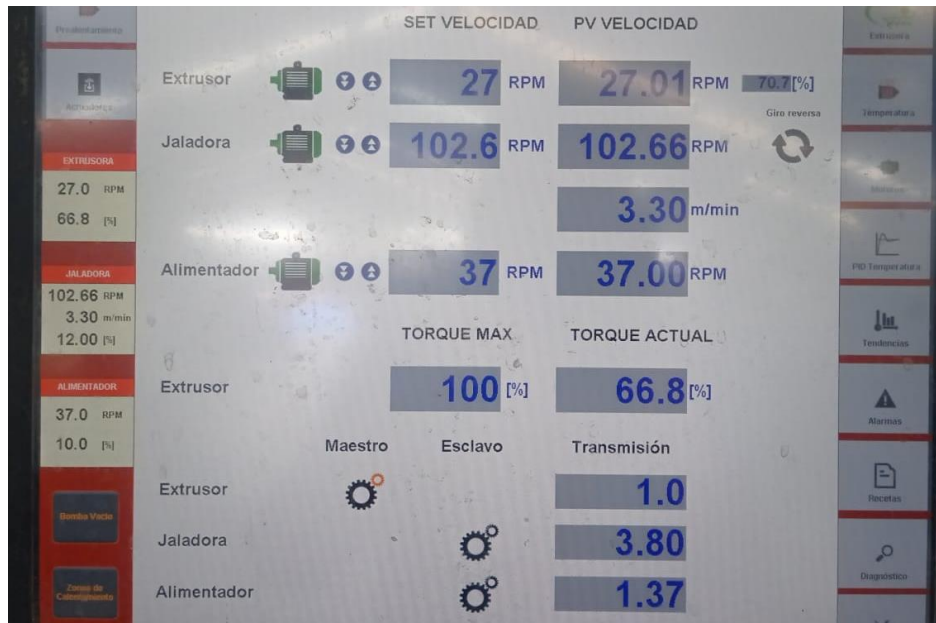 SET VELOCIDAD PV VELOCIDAD
Extrusor 27 RPM 27.01 RPM 70.7[%]
Giro reversa
Jaladora 102.6 RPM 102.66 RPM
3.30 m/min
Alimentador 37 RPM 37.00 RPM
TORQUE MAX TORQUE ACTUAL
Extrusor 100 [%] 66.8 [%]
Maestro Esclavo Transmisión
Extrusor 1.0
Jaladora 3.80
Alimentador 1.37
EXTRUSORA
27.0 RPM
66.8 [%]
JALADORA
102.66 RPM
3.30 m/min
12.00 [%]
ALIMENTADOR
37.0 RPM
10.0 [%]
Bomba Vacio
Zonas de
Extrusora
Temperatura
PID Temperatura
Tendencias
Alarmas
Recetas
Diagnóstico